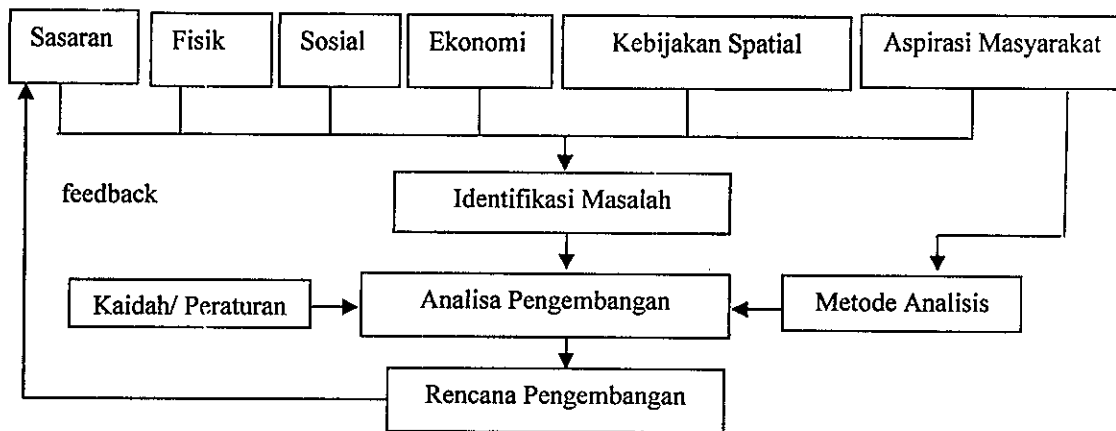 Sasaran Fisik Sosial Ekonomi Kebijakan Spatial Aspirasi Masyarakat
feedback Identifikasi Masalah
Kaidah/ Peraturan Analisa Pengembangan Metode Analisis
Rencana Pengembangan